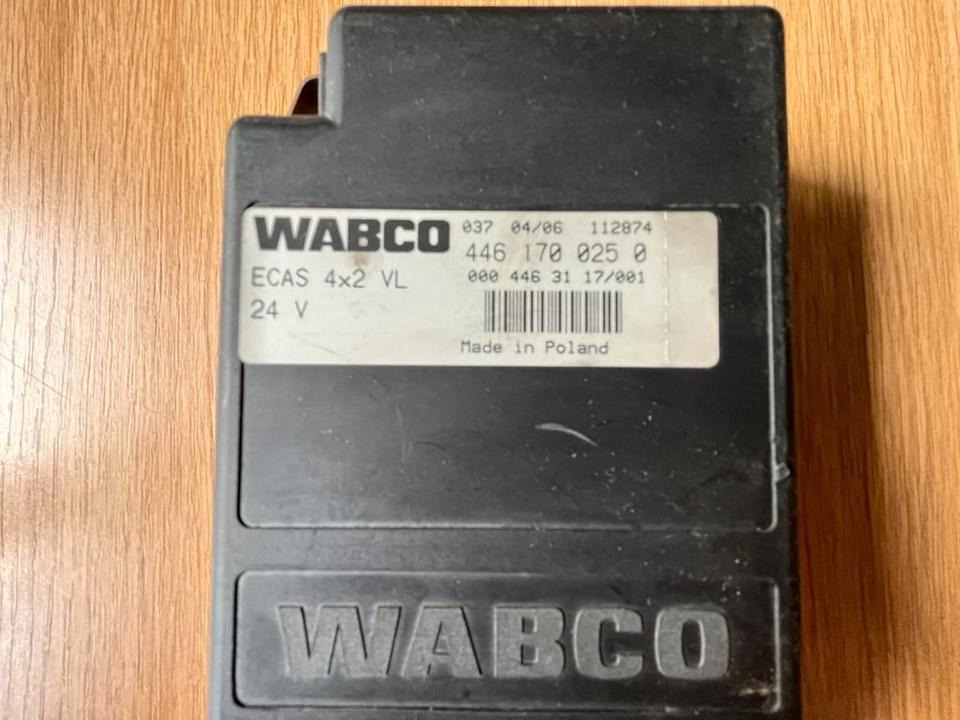 WABCO
037 04/06 112874
446 170 025 0
ECAS 4x2 VL
000 446 31 17/001
24 V
Made in Poland
WABCO